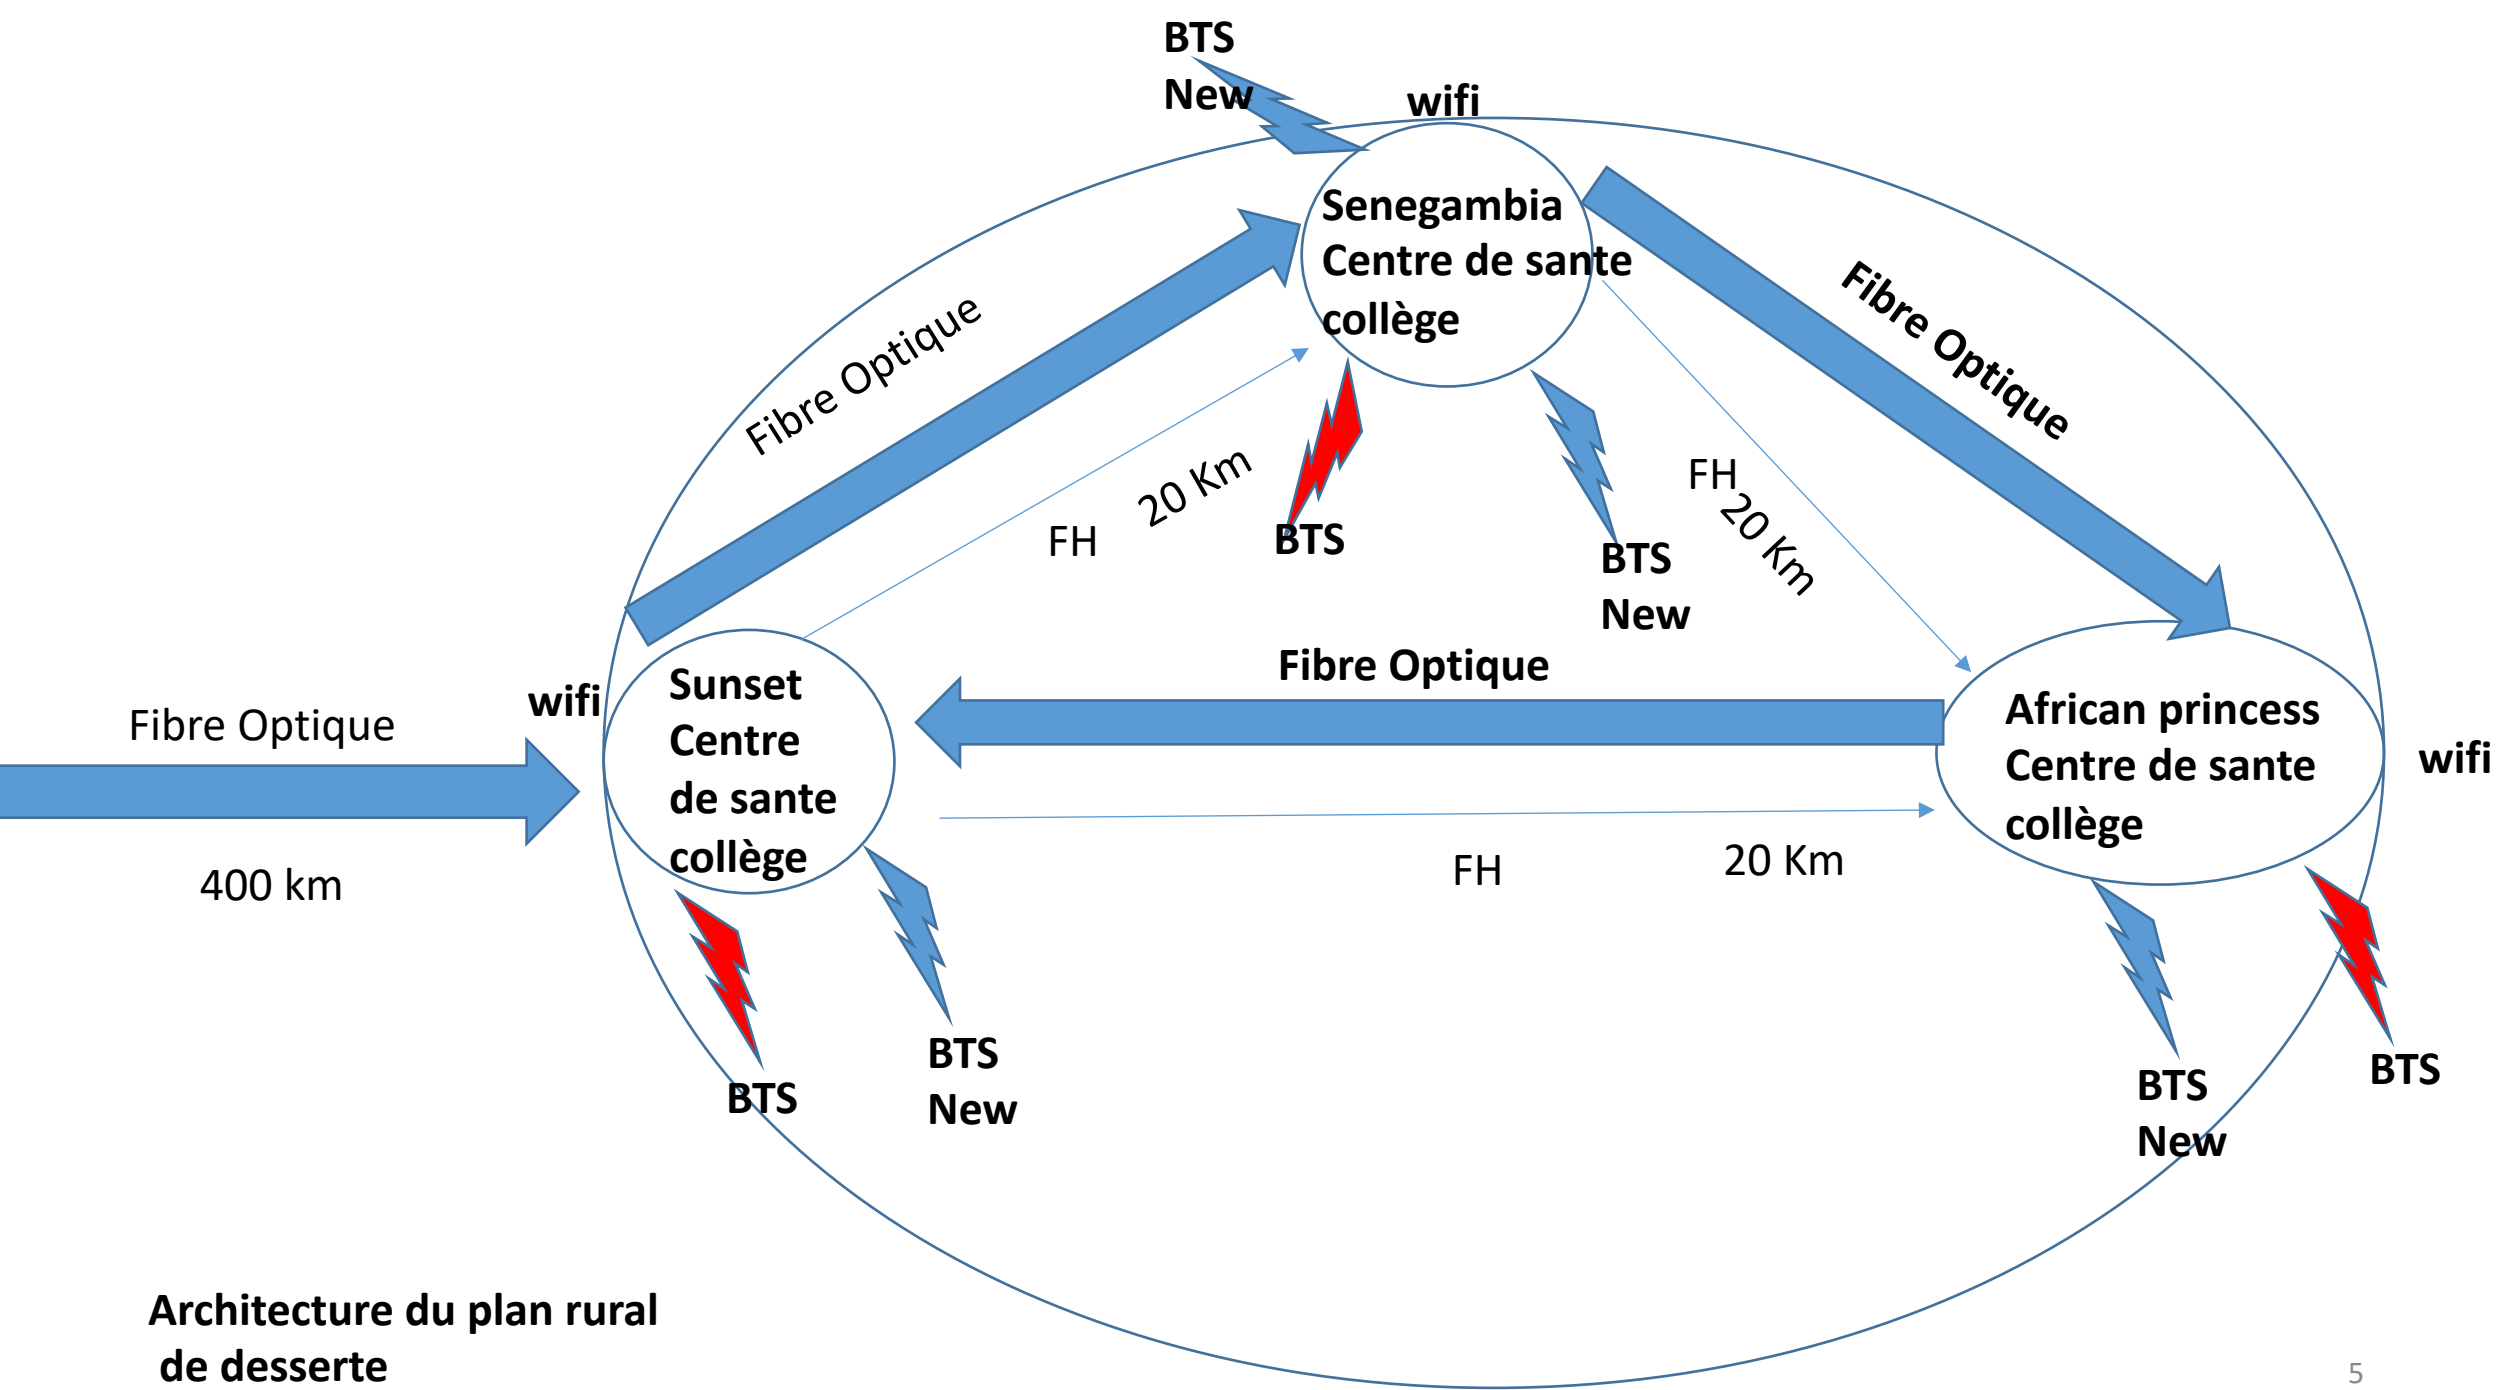 BTS
New
wifi
Senegambia
Centre de sante
collège
Fibre Optique
Fibre Optique
FH
20 Km
BTS
BTS
New
FH
20 Km
Fibre Optique
wifi
Sunset
Centre
de sante
collège
Fibre Optique
400 km
African princess
Centre de sante
collège
wifi
FH
20 Km
BTS
BTS
New
BTS
New
BTS
Architecture du plan rural
de desserte
5